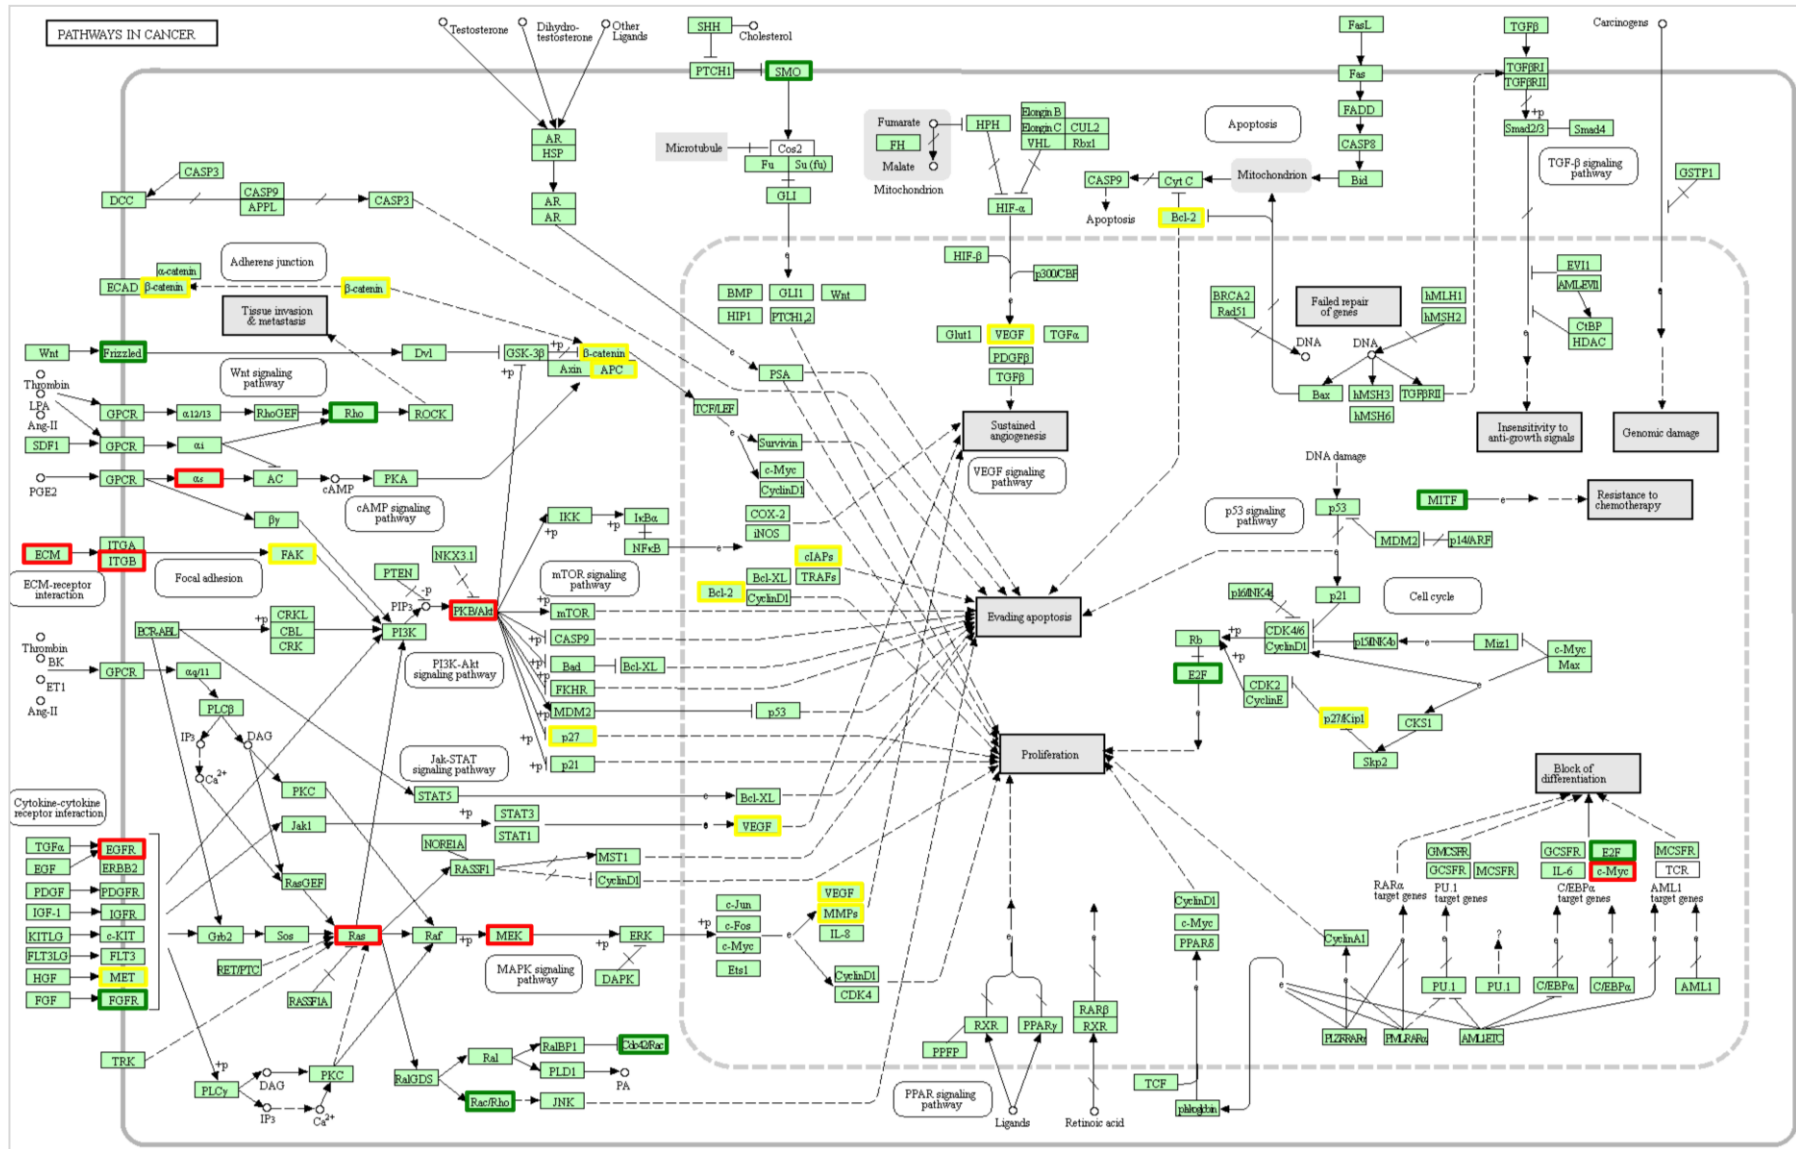 PATHWAYS IN CANCER
Testosterone
Dihydro-
testosterone
Other
Ligands
SHH
Cholesterol
PTCH1
SMO
FasL
Fas
FADD
CASP8
Bid
TGFβ
TGFβRI
TGFβRII
+p
Smad2/3
Smad4
TGF-β signaling
pathway
Carcinogens
GSTP1
AR
HSP
AR
AR
Microtubule
Cos2
Fu
Su (fu)
GLI
Fumarate
FH
Malate
Mitochondrion
HPH
Elongin B
Elongin C
CUL2
VHL
Rbx1
HIF-α
Apoptosis
CASP9
Cyt C
Mitochondrion
Apoptosis
Bcl-2
CASP3
DCC
CASP9
APPL
CASP3
Adherens junction
α-catenin
ECAD
β-catenin
β-catenin
Tissue invasion
& metastasis
e
BMP
GLI1
Wnt
HIP1
PTCH1,2
HIF-β
p300/CBP
e
Glut1
VEGF
TGFα
PDGFβ
TGFβ
BRCA2
Rad51
DNA
Failed repair
of genes
hMLH1
hMSH2
DNA
Bax
hMSH3
TGFβRII
hMSH6
EVI1
AML-EVI1
CtBP
HDAC
e
e
Wnt
Frizzled
Dvl
GSK-3β
+p
β-catenin
Axin
APC
+p
Wnt signaling
pathway
Thrombin
LPA
Ang-II
GPCR
α12/13
RhoGEF
Rho
ROCK
SDF1
GPCR
αi
PGE2
GPCR
αs
AC
cAMP
PKA
cAMP signaling
pathway
βγ
e
PSA
TCF/LEF
e
Survivin
c-Myc
CyclinD1
COX-2
iNOS
Sustained
angiogenesis
VEGF signaling
pathway
Insensitivity to
anti-growth signals
Genomic damage
DNA damage
p53
p53 signaling
pathway
MDM2
p14/ARF
MITF
e
Resistance to
chemotherapy
ECM
ITGA
ITGB
FAK
ECM-receptor
interaction
Focal adhesion
PTEN
-p
PIP3
NKX3.1
PKB/Akt
+p
IKK
+p
IκBα
NFκB
e
mTOR signaling
pathway
cIAPs
Bcl-XL
TRAFs
Bcl-2
CyclinD1
mTOR
+p
CASP9
+p
Bad
Bcl-XL
+p
FKHR
+p
MDM2
p53
+p
p27
+p
p21
Evading apoptosis
e
p21
Cell cycle
p16/INK4a
CDK4/6
CyclinD1
p15/INK4b
e
Miz1
c-Myc
Max
Rb
+p
+p
E2F
CDK2
CyclinE
p27/Kip1
e
CKS1
Skp2
e
BCR-ABL
+p
CRKL
CBL
CRK
PI3K
PI3K-Akt
signaling pathway
Thrombin
BK
ET1
Ang-II
GPCR
αq/11
PLCβ
IP3
DAG
Ca2+
PKC
Jak-STAT
signaling pathway
STAT5
e
Bcl-XL
Proliferation
Block of
differentiation
Cytokine-cytokine
receptor interaction
Jak1
+p
STAT3
STAT1
e
VEGF
TGFα
EGFR
EGF
ERBB2
PDGF
PDGFR
IGF-1
IGFR
KITLG
c-KIT
FLT3LG
FLT3
HGF
MET
FGF
FGFR
TRK
NORE1A
RASSF1
MST1
CyclinD1
RasGEF
Grb2
Sos
Ras
Raf
+p
MEK
+p
ERK
+p
DAPK
RET/PTC
RASSF1A
MAPK signaling
pathway
c-Jun
c-Fos
c-Myc
Ets1
e
VEGF
MMPs
IL-8
CyclinD1
CDK4
CyclinD1
c-Myc
PPARδ
e
e
e
GMCSFR
GCSFR
MCSFR
GCSFR
E2F
MCSFR
IL-6
c-Myc
TCR
RARα
target genes
PU.1
target genes
C/EBPα
target genes
AML1
target genes
?
CyclinA1
e
e
e
e
e
e
e
PU.1
PU.1
C/EBPα
C/EBPα
AML1
e
PLZF-RARα
PML-RARα
AML1-ETO
RXR
PPARγ
PPFP
RARβ
RXR
PPAR signaling
pathway
Ligands
Retinoic acid
TCF
+p
PLCγ
DAG
IP3
PKC
Ca2+
RalGDS
Ral
RalBP1
Cdc42/Rac
PLD1
PA
Rac/Rho
JNK